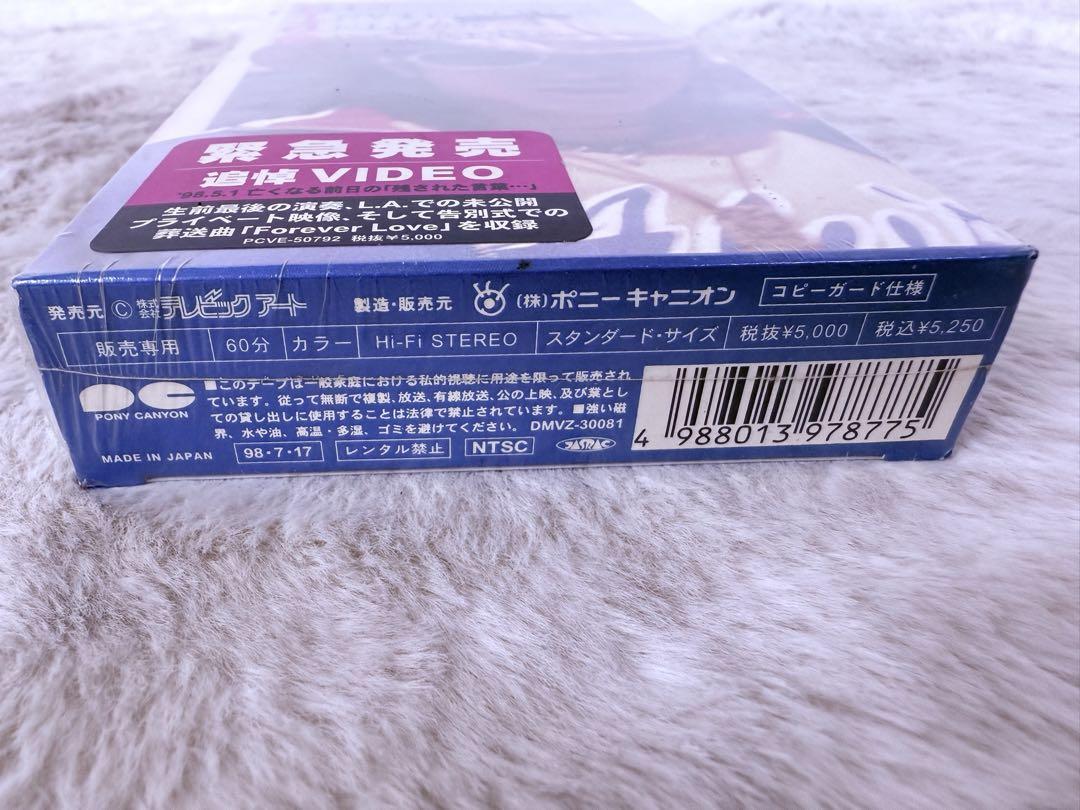 緊急発売
追悼 VIDEO
'98.5.1 亡くなる前日の「残された言葉…」
生前最後の演奏、L.A.での未公開
プライベート映像、そして告別式での
葬送曲「Forever Love」を収録
PCVE-50792 税抜¥5,000
発売元 © 株式会社テレビックアート 製造・販売元 (株)ポニーキャニオン コピーガード仕様
販売専用 60分 カラー Hi-Fi STEREO スタンダード・サイズ 税抜¥5,000 税込¥5,250
PONY CANYON
■このテープは一般家庭における私的視聴に用途を限って販売され
ています。従って無断で複製、放送、有線放送、公の上映、及び業とし
ての貸し出しに使用することは法律で禁止されています。■強い磁
界、水や油、高温・多湿、ゴミを避けてください。 DMVZ-30081
4 988013 978775
MADE IN JAPAN 98・7・17 レンタル禁止 NTSC JASRAC